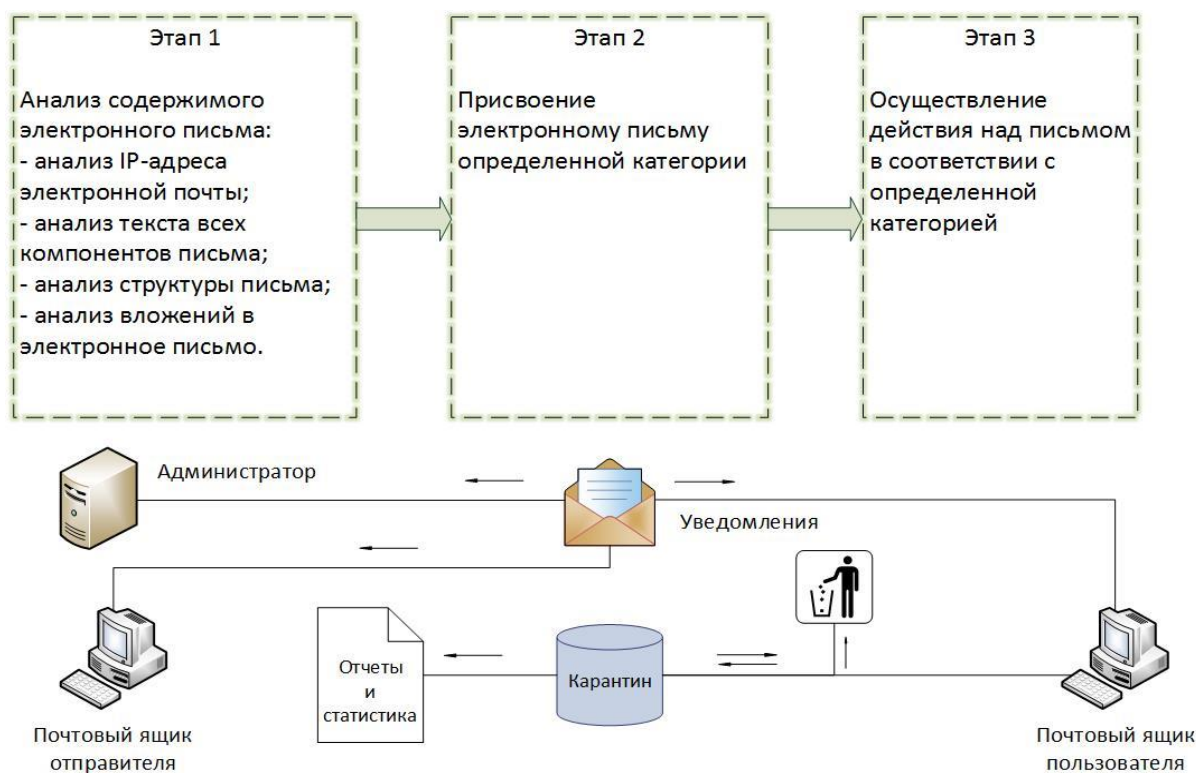 Этап 1
Анализ содержимого
электронного письма:
- анализ IP-адреса
электронной почты;
- анализ текста всех
компонентов письма;
- анализ структуры письма;
- анализ вложений в
электронное письмо.
Этап 2
Присвоение
электронному письму
определенной категории
Этап 3
Осуществление
действия над письмом
в соответствии с
определенной
категорией
Администратор
Уведомления
Отчеты
и
статистика
Карантин
Почтовый ящик
отправителя
Почтовый ящик
пользователя